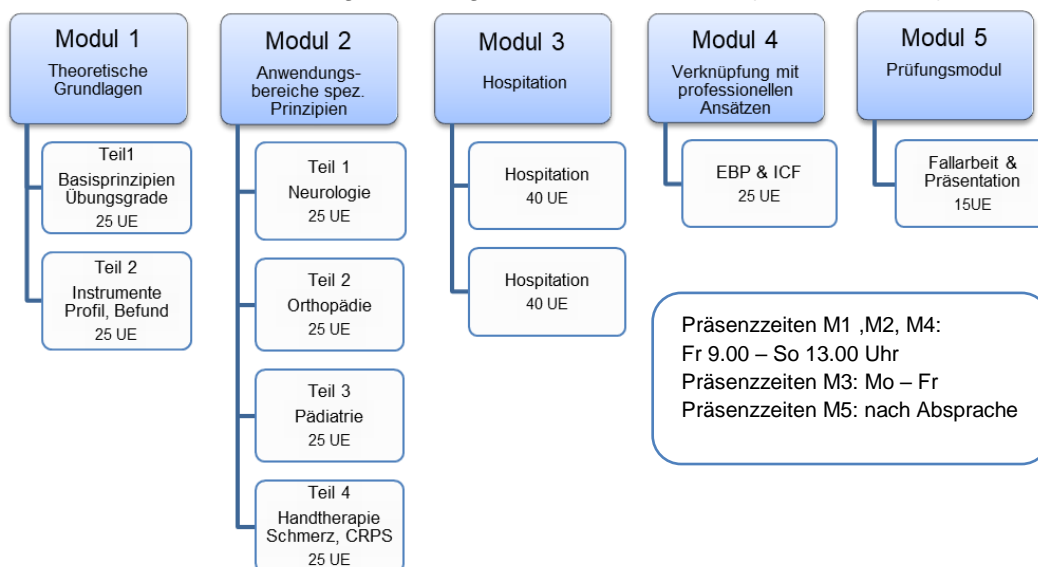 Modul 1
Theoretische
Grundlagen
Teil1
Basisprinzipien
Übungsgrade
25 UE
Teil 2
Instrumente
Profil, Befund
25 UE
Modul 2
Anwendungs-
bereiche spez.
Prinzipien
Teil 1
Neurologie
25 UE
Teil 2
Orthopädie
25 UE
Teil 3
Pädiatrie
25 UE
Teil 4
Handtherapie
Schmerz, CRPS
25 UE
Modul 3
Hospitation
Hospitation
40 UE
Hospitation
40 UE
Modul 4
Verknüpfung mit
professionellen
Ansätzen
EBP & ICF
25 UE
Modul 5
Prüfungsmodul
Fallarbeit &
Präsentation
15UE
Präsenzzeiten M1 ,M2, M4:
Fr 9.00 – So 13.00 Uhr
Präsenzzeiten M3: Mo – Fr
Präsenzzeiten M5: nach Absprache